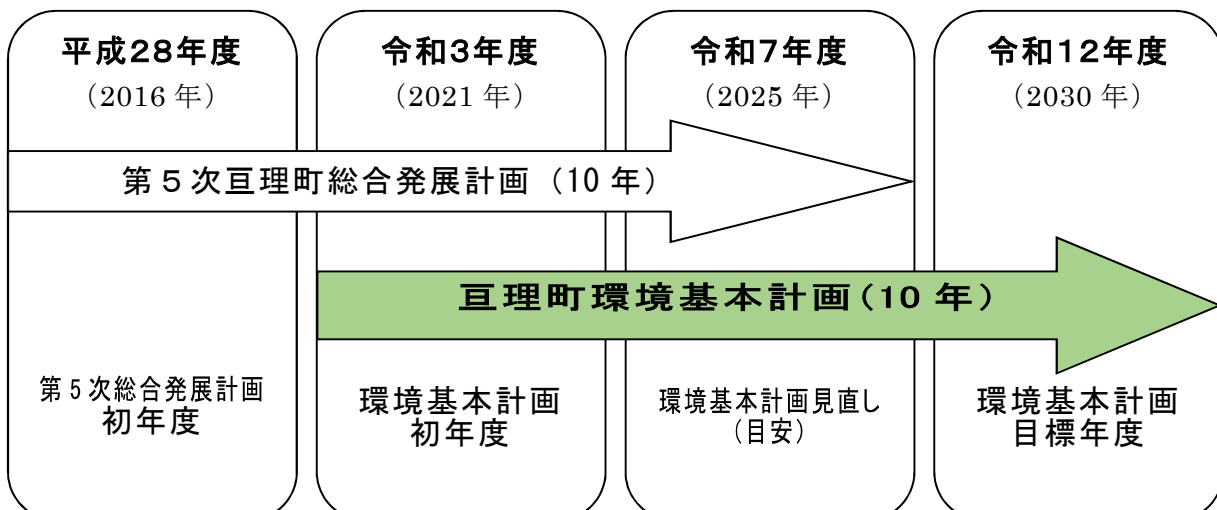 平成28年度
(2016 年)
令和3年度
(2021 年)
令和7年度
(2025 年)
令和12年度
(2030 年)
第5次亘理町総合発展計画(10 年)
亘理町環境基本計画(10 年)
第5次総合発展計画
初年度
環境基本計画
初年度
環境基本計画見直し
(目安)
環境基本計画
目標年度